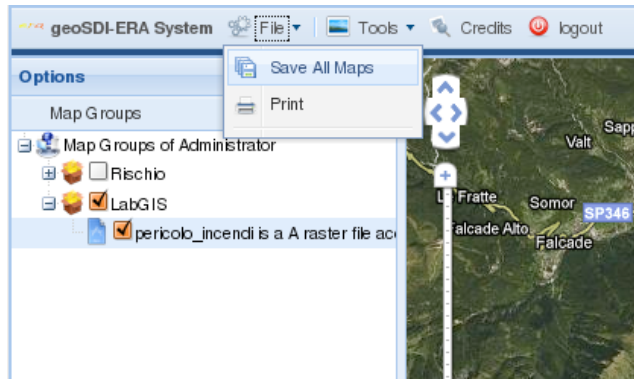 geoSDI-ERA System File Tools Credits logout
Save All Maps
Options
Print
Map Groups
Map Groups of Administrator
Rischio
LabGIS
pericolo_incendi is a A raster file acc
Sapp
Valt
Fratte
Somor
SP346
alcade Alto
Falcade